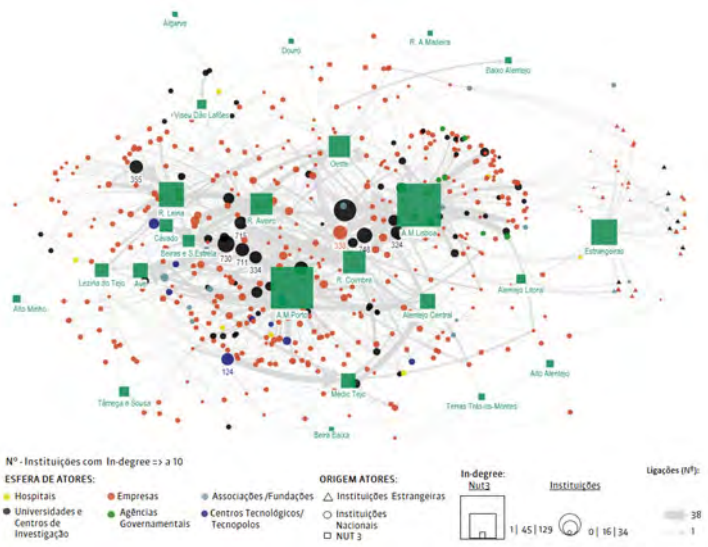 Algarve
Douro
R. A Madeira
Baixo Alentejo
Viseu Dão Lafões
Oeste
355
R. Leiria
R. Aveiro
A.M.Lisboa
Cávado
715
330
248
324
Estrangeiras
Beiras e S.Estrela
730
711
334
R. Coimbra
Lezíria do Tejo
Ave
Alentejo Litoral
Alto Minho
A.M.Porto
Alentejo Central
124
Médio Tejo
Alto Alentejo
Tâmega e Sousa
Terras Trás-os-Montes
Beira Baixa
Nº - Instituições com In-degree => a 10
ESFERA DE ATORES:
Hospitais
Universidades e
Centros de
Investigação
Empresas
Agências
Governamentais
Associações /Fundações
Centros Tecnológicos/
Tecnopolos
ORIGEM ATORES:
Instituições Estrangeiras
Instituições
Nacionais
NUT 3
In-degree:
Nut3
1| 45| 129
Instituições
0| 16| 34
Ligações (Nº):
38
1